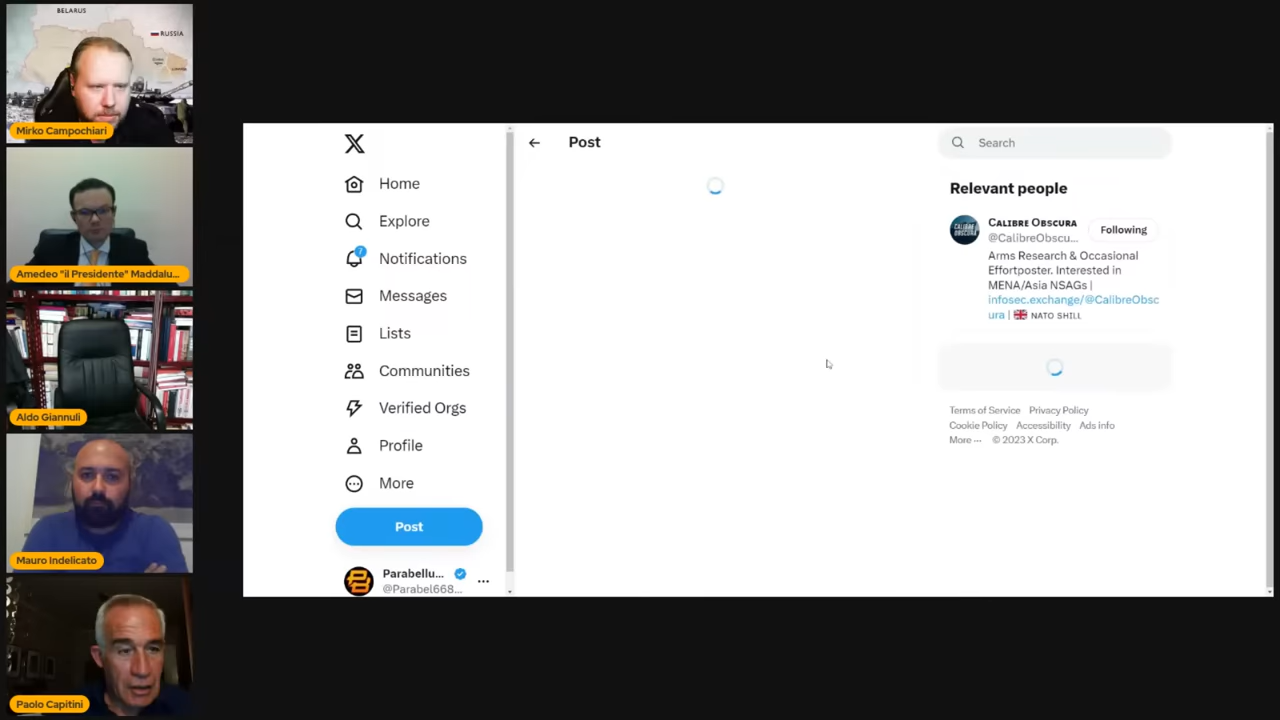 BELARUS
RUSSIA
Mirko Campochiari
Amedeo "il Presidente" Maddalu...
Aldo Giannuli
Mauro Indelicato
Paolo Capitini
Home
Explore
7
Notifications
Messages
Lists
Communities
Verified Orgs
Profile
More
Post
Parabellu...
@Parabel668...
Post
Search
Relevant people
CALIBRE OBSCURA
@CalibreObscu...
Following
Arms Research & Occasional
Effortposter. Interested in
MENA/Asia NSAGs |
infosec.exchange/@CalibreObsc
ura | 🇬🇧 NATO SHILL
Terms of Service Privacy Policy
Cookie Policy Accessibility Ads info
More ··· © 2023 X Corp.